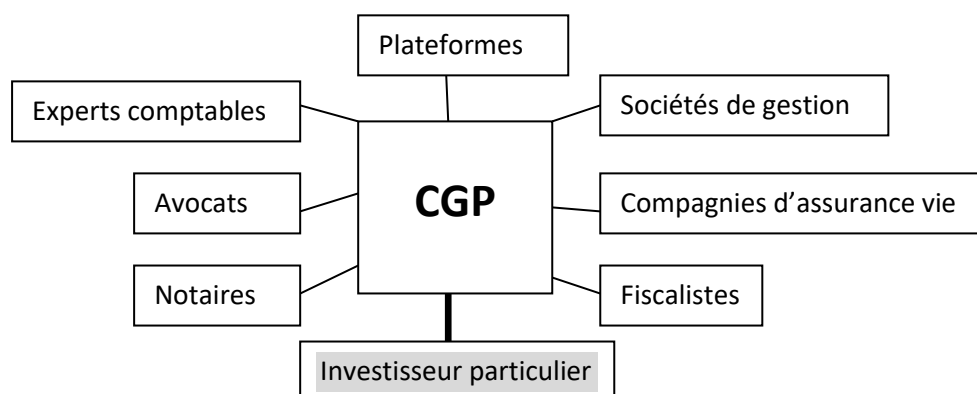 Plateformes
Experts comptables
Sociétés de gestion
CGP
Avocats
Compagnies d’assurance vie
Notaires
Fiscalistes
Investisseur particulier